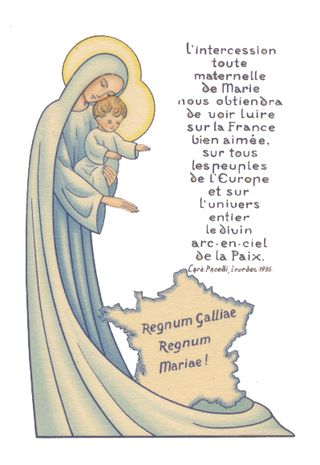 L'intercession
toute
maternelle
de Marie
nous obtiendra
de voir luire
sur la France
bien aimée,
sur tous
les peuples
de l'Europe
et sur
l'univers
entier
le divin
arc-en-ciel
de la Paix.
Card. Pacelli, Lourdes 1935.
Regnum Galliae
Regnum
Mariae!